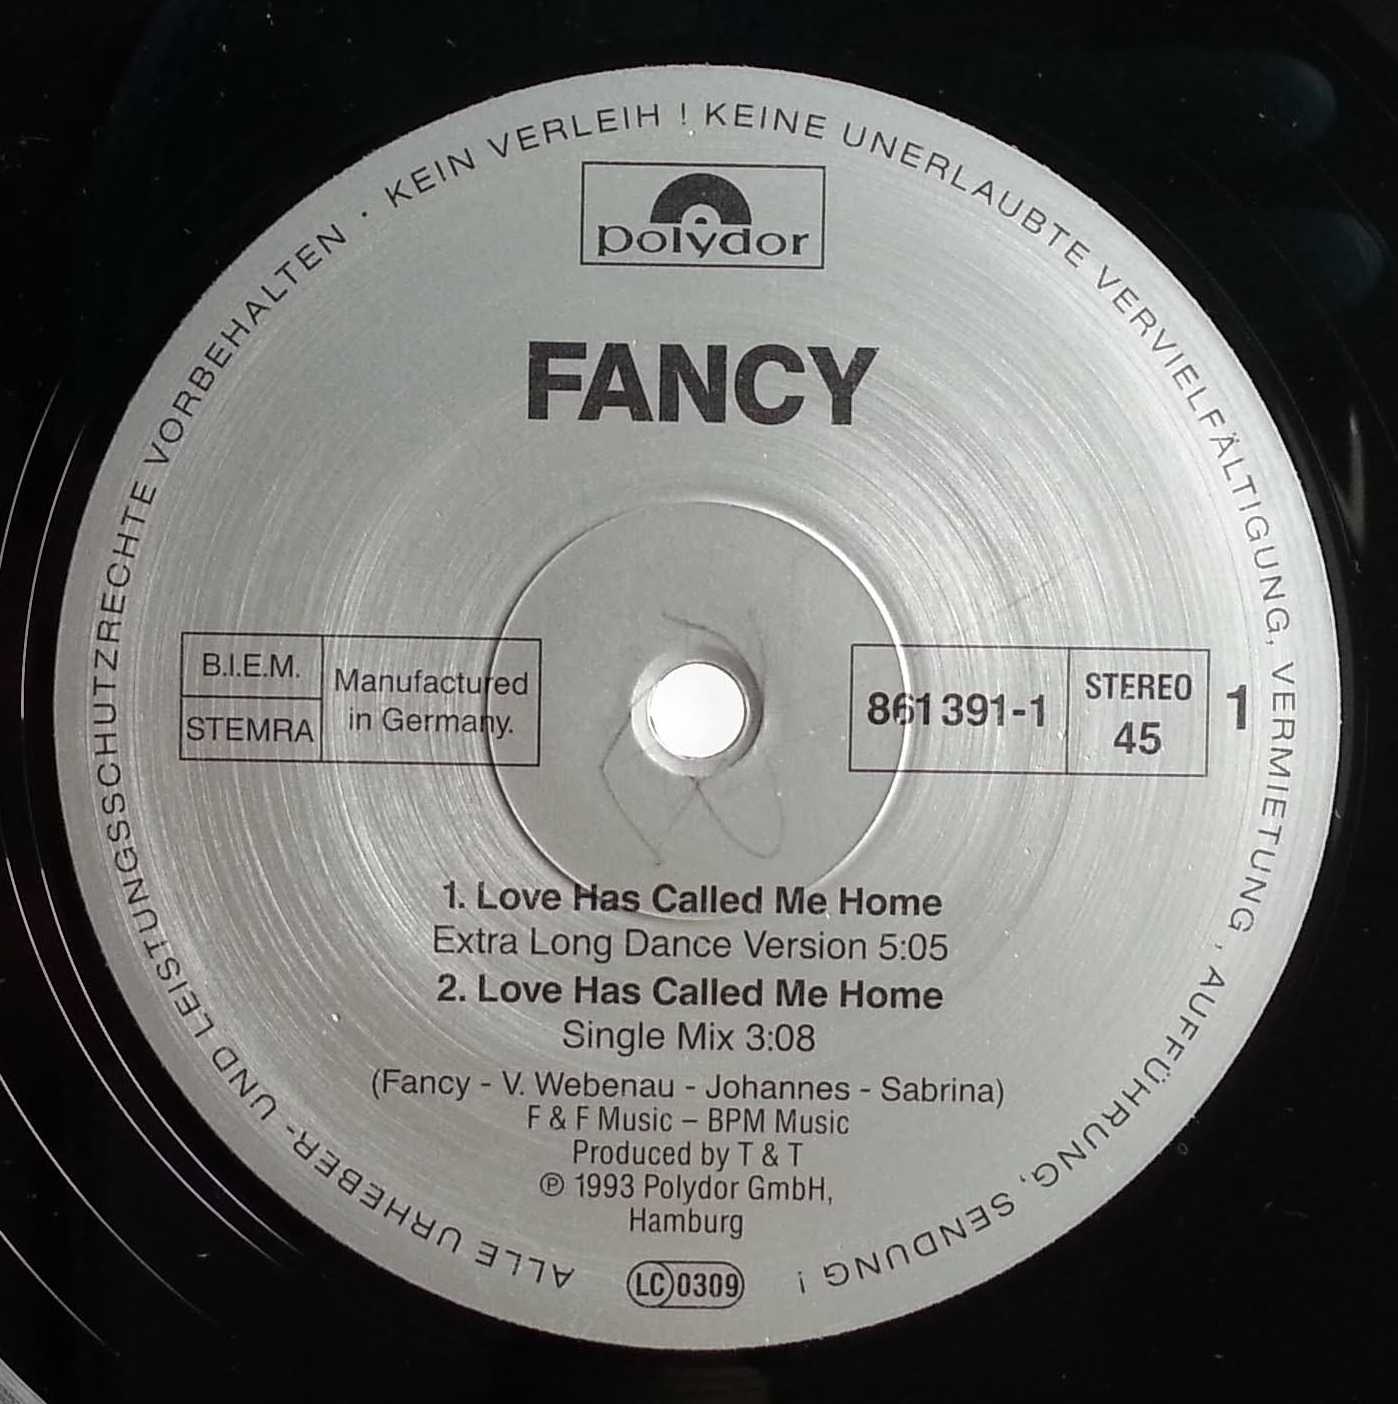 ALLE URHEBER- UND LEISTUNGSSCHUTZRECHTE VORBEHALTEN · KEIN VERLEIH ! KEINE UNERLAUBTE VERVIELFÄLTIGUNG, VERMIETUNG, AUFFÜHRUNG, SENDUNG !
polydor
FANCY
B.I.E.M.
STEMRA
Manufactured
in Germany.
861 391-1
STEREO
45
1
1. Love Has Called Me Home
Extra Long Dance Version 5:05
2. Love Has Called Me Home
Single Mix 3:08
(Fancy - V. Webenau - Johannes - Sabrina)
F & F Music – BPM Music
Produced by T & T
℗ 1993 Polydor GmbH,
Hamburg
LC 0309